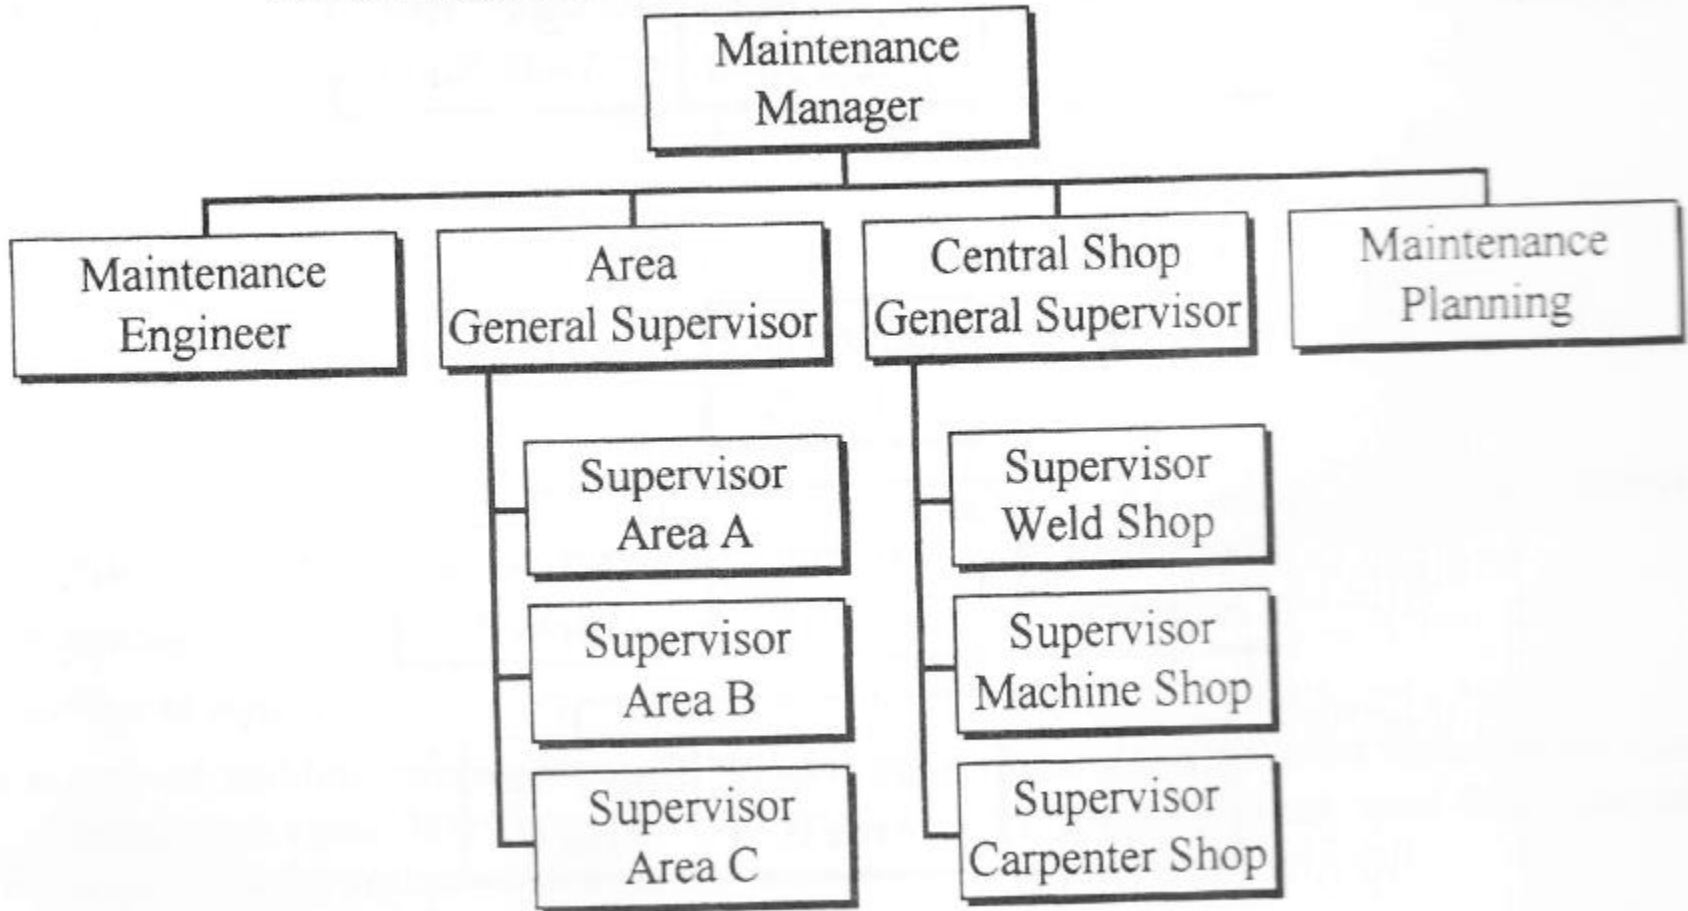 Maintenance
Manager
Maintenance
Engineer
Area
General Supervisor
Central Shop
General Supervisor
Maintenance
Planning
Supervisor
Area A
Supervisor
Area B
Supervisor
Area C
Supervisor
Weld Shop
Supervisor
Machine Shop
Supervisor
Carpenter Shop